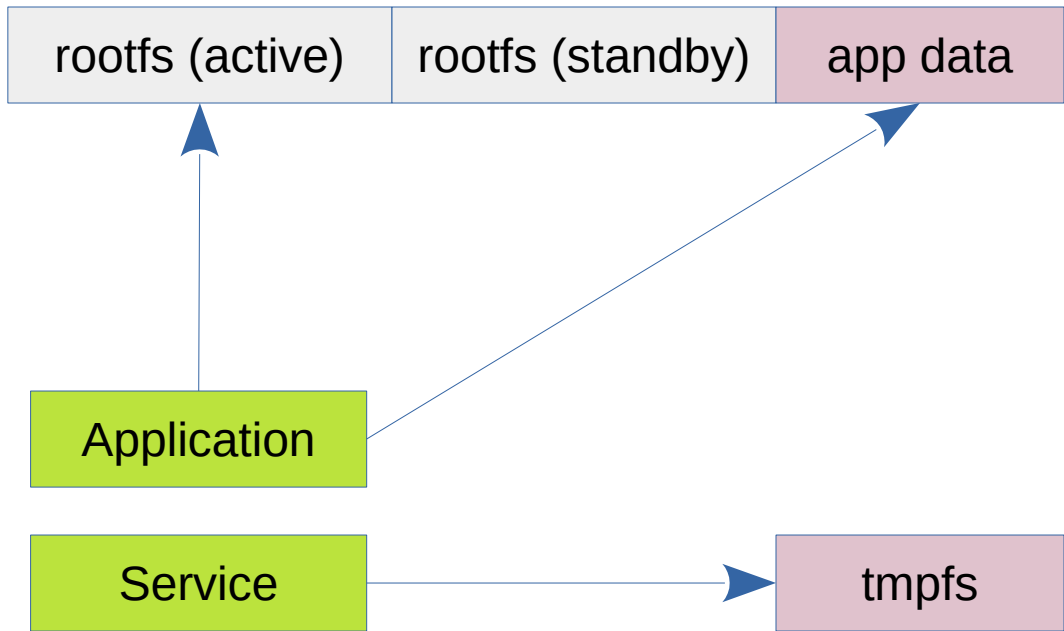 rootfs (active)
rootfs (standby)
app data
Application
Service
tmpfs